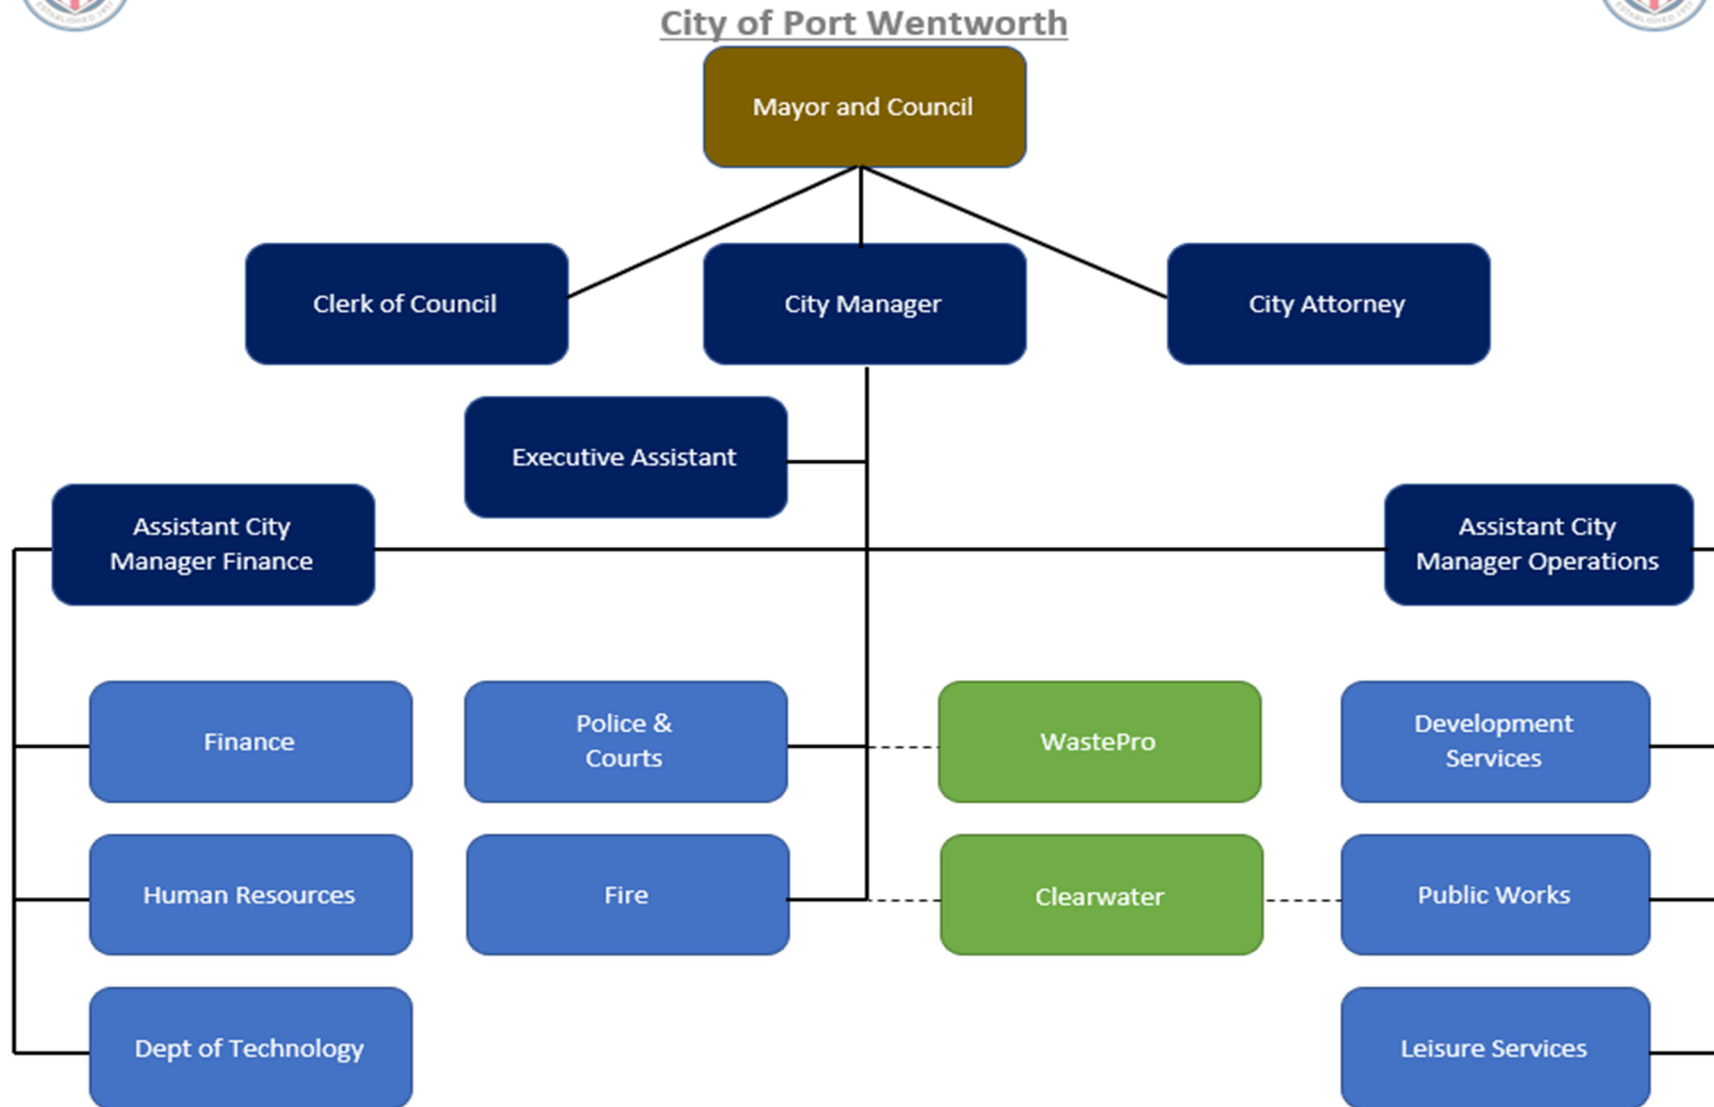 City of Port Wentworth
Mayor and Council
Clerk of Council
City Manager
City Attorney
Executive Assistant
Assistant City
Manager Finance
Assistant City
Manager Operations
Finance
Police &
Courts
WastePro
Development
Services
Human Resources
Fire
Clearwater
Public Works
Dept of Technology
Leisure Services